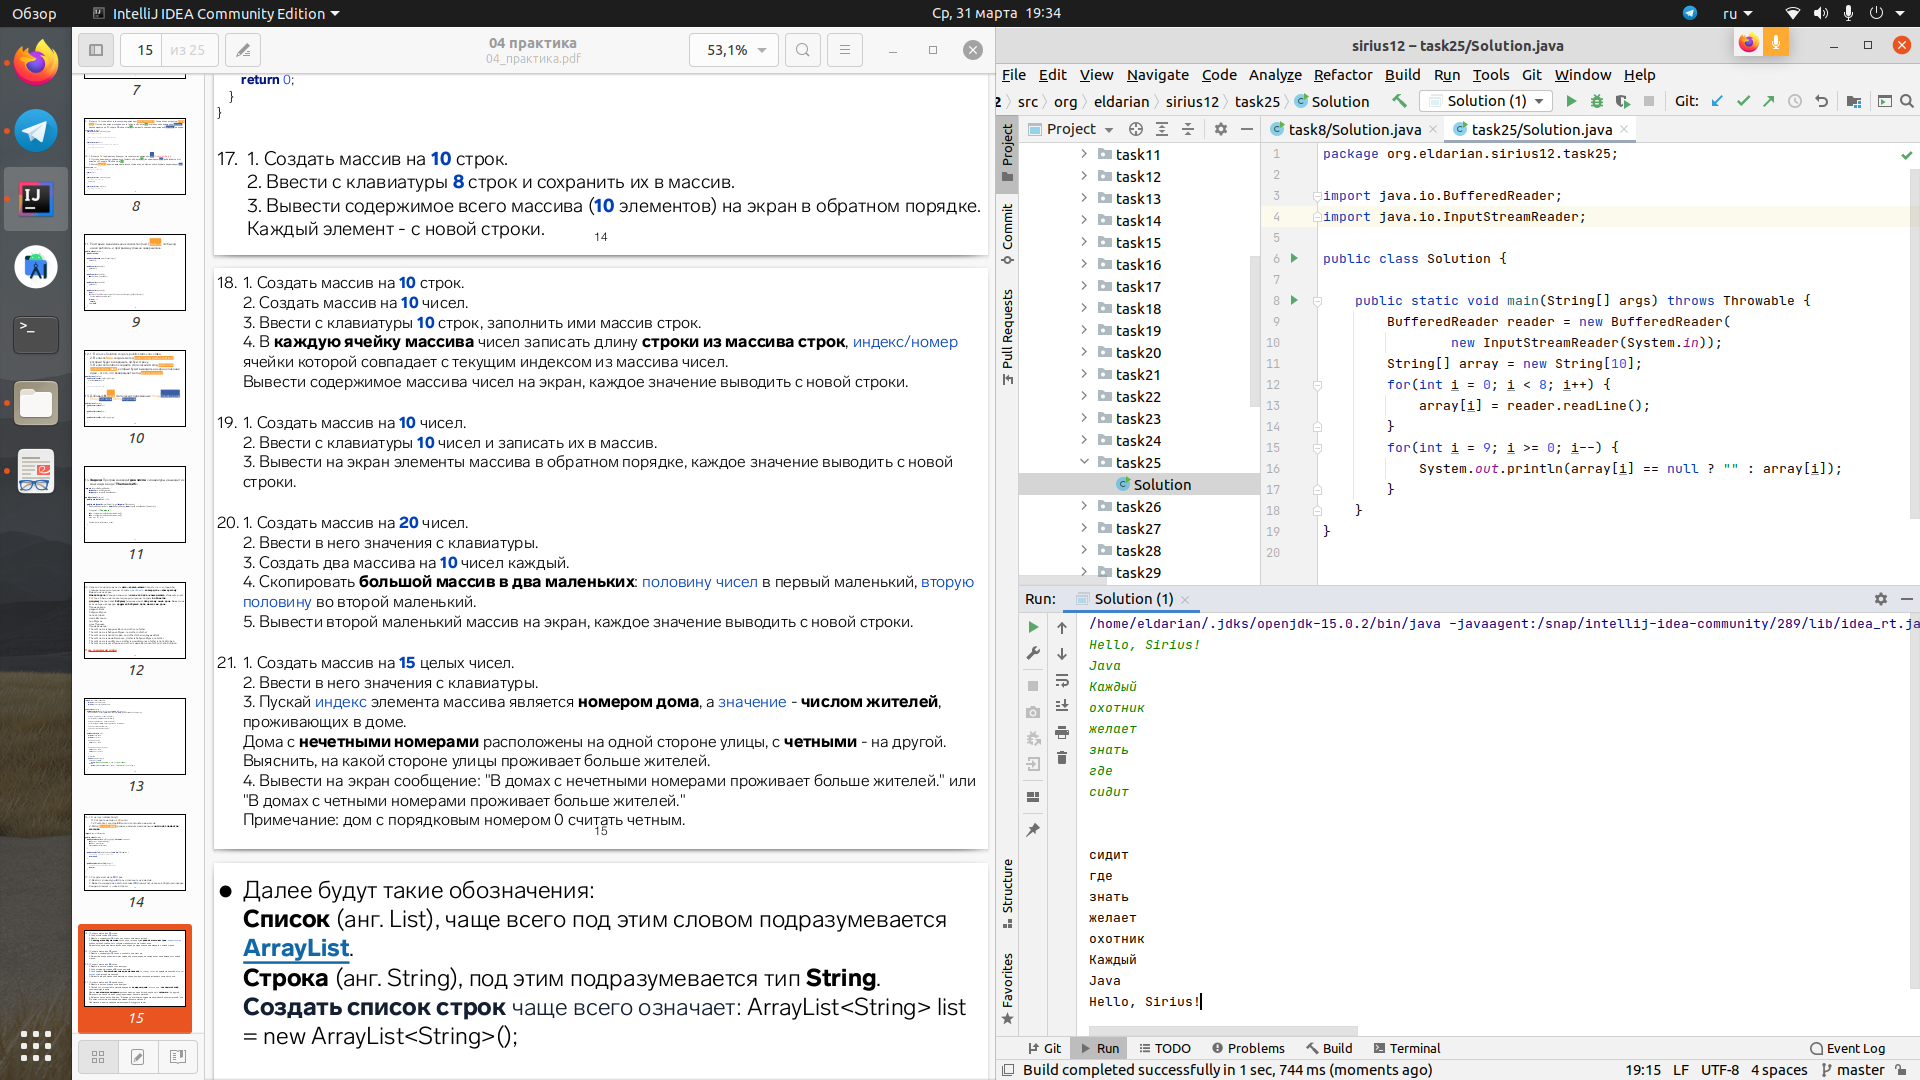 Обзор
IntelliJ IDEA Community Edition
Ср, 31 марта 19:34
ru
15
из 25
04 практика
04_практика.pdf
53,1%
7
8
9
10
11
12
13
14
15
return 0;
}
}
17. 1. Создать массив на 10 строк.
2. Ввести с клавиатуры 8 строк и сохранить их в массив.
3. Вывести содержимое всего массива (10 элементов) на экран в обратном порядке.
Каждый элемент - с новой строки.
14
18. 1. Создать массив на 10 строк.
2. Создать массив на 10 чисел.
3. Ввести с клавиатуры 10 строк, заполнить ими массив строк.
4. В каждую ячейку массива чисел записать длину строки из массива строк, индекс/номер
ячейки которой совпадает с текущим индексом из массива чисел.
Вывести содержимое массива чисел на экран, каждое значение выводить с новой строки.
19. 1. Создать массив на 10 чисел.
2. Ввести с клавиатуры 10 чисел и записать их в массив.
3. Вывести на экран элементы массива в обратном порядке, каждое значение выводить с новой
строки.
20. 1. Создать массив на 20 чисел.
2. Ввести в него значения с клавиатуры.
3. Создать два массива на 10 чисел каждый.
4. Скопировать большой массив в два маленьких: половину чисел в первый маленький, вторую
половину во второй маленький.
5. Вывести второй маленький массив на экран, каждое значение выводить с новой строки.
21. 1. Создать массив на 15 целых чисел.
2. Ввести в него значения с клавиатуры.
3. Пускай индекс элемента массива является номером дома, а значение - числом жителей,
проживающих в доме.
Дома с нечетными номерами расположены на одной стороне улицы, с четными - на другой.
Выяснить, на какой стороне улицы проживает больше жителей.
4. Вывести на экран сообщение: "В домах с нечетными номерами проживает больше жителей." или
"В домах с четными номерами проживает больше жителей."
Примечание: дом с порядковым номером 0 считать четным.
15
● Далее будут такие обозначения:
Список (анг. List), чаще всего под этим словом подразумевается
ArrayList.
Строка (анг. String), под этим подразумевается тип String.
Создать список строк чаще всего означает: ArrayList<String> list
= new ArrayList<String>();
sirius12 – task25/Solution.java
File Edit View Navigate Code Analyze Refactor Build Run Tools Git Window Help
2 src org eldarian sirius12 task25 Solution
Solution (1)
Git:
Project
Commit
Pull Requests
Structure
Favorites
Project
task11
task12
task13
task14
task15
task16
task17
task18
task19
task20
task21
task22
task23
task24
task25
Solution
task26
task27
task28
task29
task8/Solution.java
task25/Solution.java
1 package org.eldarian.sirius12.task25;
2
3 import java.io.BufferedReader;
4 import java.io.InputStreamReader;
5
6 public class Solution {
7
8 public static void main(String[] args) throws Throwable {
9 BufferedReader reader = new BufferedReader(
10 new InputStreamReader(System.in));
11 String[] array = new String[10];
12 for(int i = 0; i < 8; i++) {
13 array[i] = reader.readLine();
14 }
15 for(int i = 9; i >= 0; i--) {
16 System.out.println(array[i] == null ? "" : array[i]);
17 }
18 }
19 }
20
Run: Solution (1)
/home/eldarian/.jdks/openjdk-15.0.2/bin/java -javaagent:/snap/intellij-idea-community/289/lib/idea_rt.ja
Hello, Sirius!
Java
Каждый
охотник
желает
знать
где
сидит
сидит
где
знать
желает
охотник
Каждый
Java
Hello, Sirius!
Git Run TODO Problems Build Terminal Event Log
Build completed successfully in 1 sec, 744 ms (moments ago)
19:15 LF UTF-8 4 spaces master